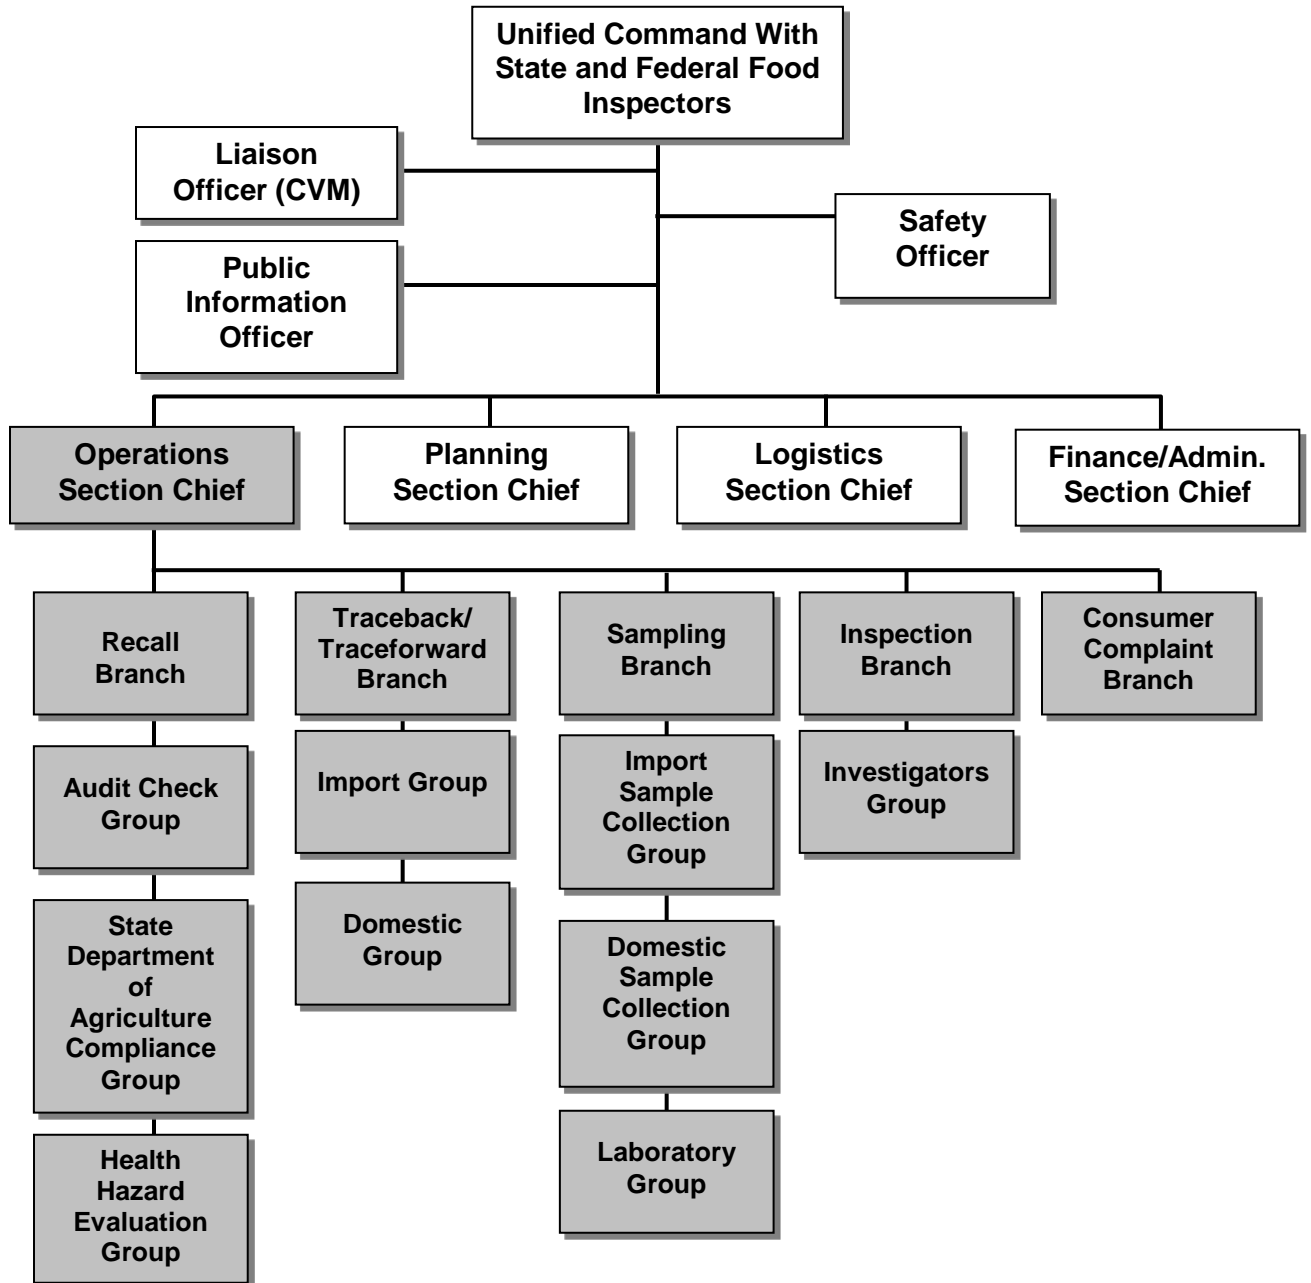 Unified Command With
State and Federal Food
Inspectors
Liaison
Officer (CVM)
Safety
Officer
Public
Information
Officer
Operations
Section Chief
Planning
Section Chief
Logistics
Section Chief
Finance/Admin.
Section Chief
Recall
Branch
Traceback/
Traceforward
Branch
Sampling
Branch
Inspection
Branch
Consumer
Complaint
Branch
Audit Check
Group
Import Group
Import
Sample
Collection
Group
Investigators
Group
State
Department
of
Agriculture
Compliance
Group
Domestic
Group
Domestic
Sample
Collection
Group
Health
Hazard
Evaluation
Group
Laboratory
Group